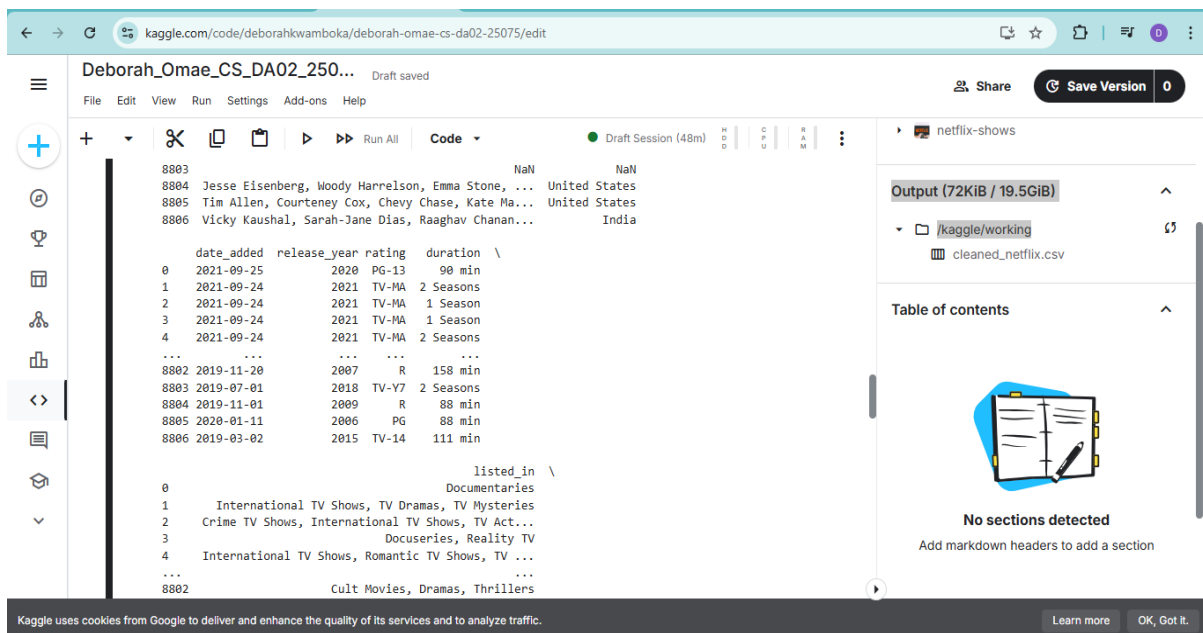 kaggle.com/code/deborahkwamboka/deborah-omae-cs-da02-25075/edit
D
Deborah_Omae_CS_DA02_250... Draft saved
File Edit View Run Settings Add-ons Help
Share
Save Version 0
Run All Code Draft Session (48m) HDD CPU RAM
8803 NaN NaN
8804 Jesse Eisenberg, Woody Harrelson, Emma Stone, ... United States
8805 Tim Allen, Courteney Cox, Chevy Chase, Kate Ma... United States
8806 Vicky Kaushal, Sarah-Jane Dias, Raaghav Chanan... India
date_added release_year rating duration \
0 2021-09-25 2020 PG-13 90 min
1 2021-09-24 2021 TV-MA 2 Seasons
2 2021-09-24 2021 TV-MA 1 Season
3 2021-09-24 2021 TV-MA 1 Season
4 2021-09-24 2021 TV-MA 2 Seasons
... ... ... ... ...
8802 2019-11-20 2007 R 158 min
8803 2019-07-01 2018 TV-Y7 2 Seasons
8804 2019-11-01 2009 R 88 min
8805 2020-01-11 2006 PG 88 min
8806 2019-03-02 2015 TV-14 111 min
listed_in \
0 Documentaries
1 International TV Shows, TV Dramas, TV Mysteries
2 Crime TV Shows, International TV Shows, TV Act...
3 Docuseries, Reality TV
4 International TV Shows, Romantic TV Shows, TV ...
... ...
8802 Cult Movies, Dramas, Thrillers
netflix-shows
Output (72KiB / 19.5GiB)
/kaggle/working
cleaned_netflix.csv
Table of contents
No sections detected
Add markdown headers to add a section
Kaggle uses cookies from Google to deliver and enhance the quality of its services and to analyze traffic.
Learn more OK, Got it.